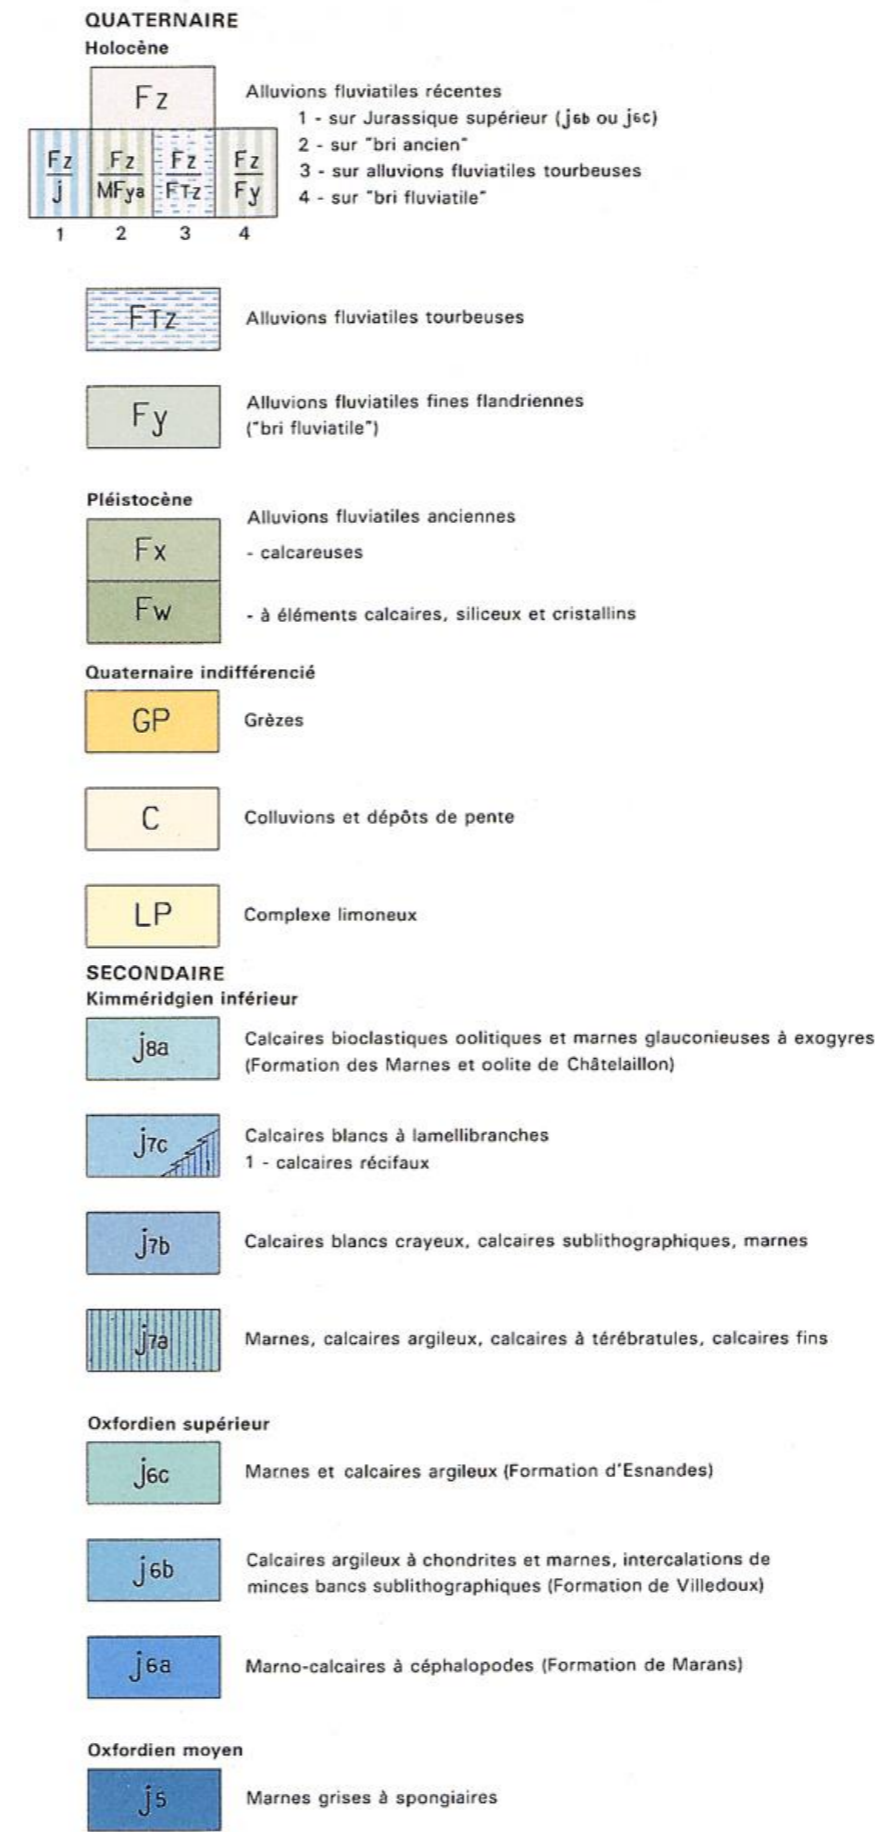 QUATERNAIRE
Holocène
Fz
Alluvions fluviatiles récentes
1 - sur Jurassique supérieur (j6b ou j6c)
2 - sur "bri ancien"
3 - sur alluvions fluviatiles tourbeuses
4 - sur "bri fluviatile"
Fz Fz Fz Fz
j MFya FTz Fy
1 2 3 4
FTz Alluvions fluviatiles tourbeuses
Fy
Alluvions fluviatiles fines flandriennes
("bri fluviatile")
Pléistocène
Alluvions fluviatiles anciennes
Fx - calcareuses
Fw - à éléments calcaires, siliceux et cristallins
Quaternaire indifférencié
GP Grèzes
C Colluvions et dépôts de pente
LP Complexe limoneux
SECONDAIRE
Kimméridgien inférieur
j8a
Calcaires bioclastiques oolitiques et marnes glauconieuses à exogyres
(Formation des Marnes et oolite de Châtelaillon)
j7c
Calcaires blancs à lamellibranches
1 - calcaires récifaux
j7b Calcaires blancs crayeux, calcaires sublithographiques, marnes
j7a Marnes, calcaires argileux, calcaires à térébratules, calcaires fins
Oxfordien supérieur
j6c Marnes et calcaires argileux (Formation d'Esnandes)
j6b
Calcaires argileux à chondrites et marnes, intercalations de
minces bancs sublithographiques (Formation de Villedoux)
j6a Marno-calcaires à céphalopodes (Formation de Marans)
Oxfordien moyen
j5 Marnes grises à spongiaires